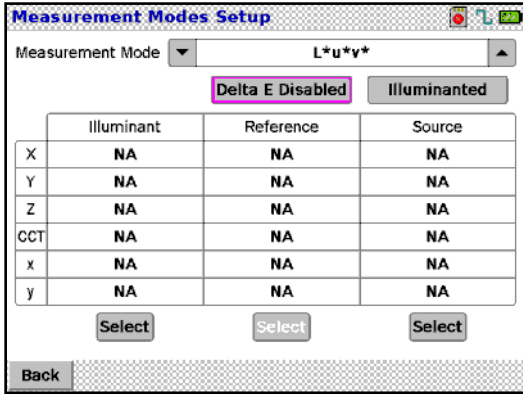 Measurement Modes Setup
Measurement Mode L*u*v*
Delta E Disabled Illuminanted
Illuminant Reference Source
X NA NA NA
Y NA NA NA
Z NA NA NA
CCT NA NA NA
x NA NA NA
y NA NA NA
Select Select Select
Back